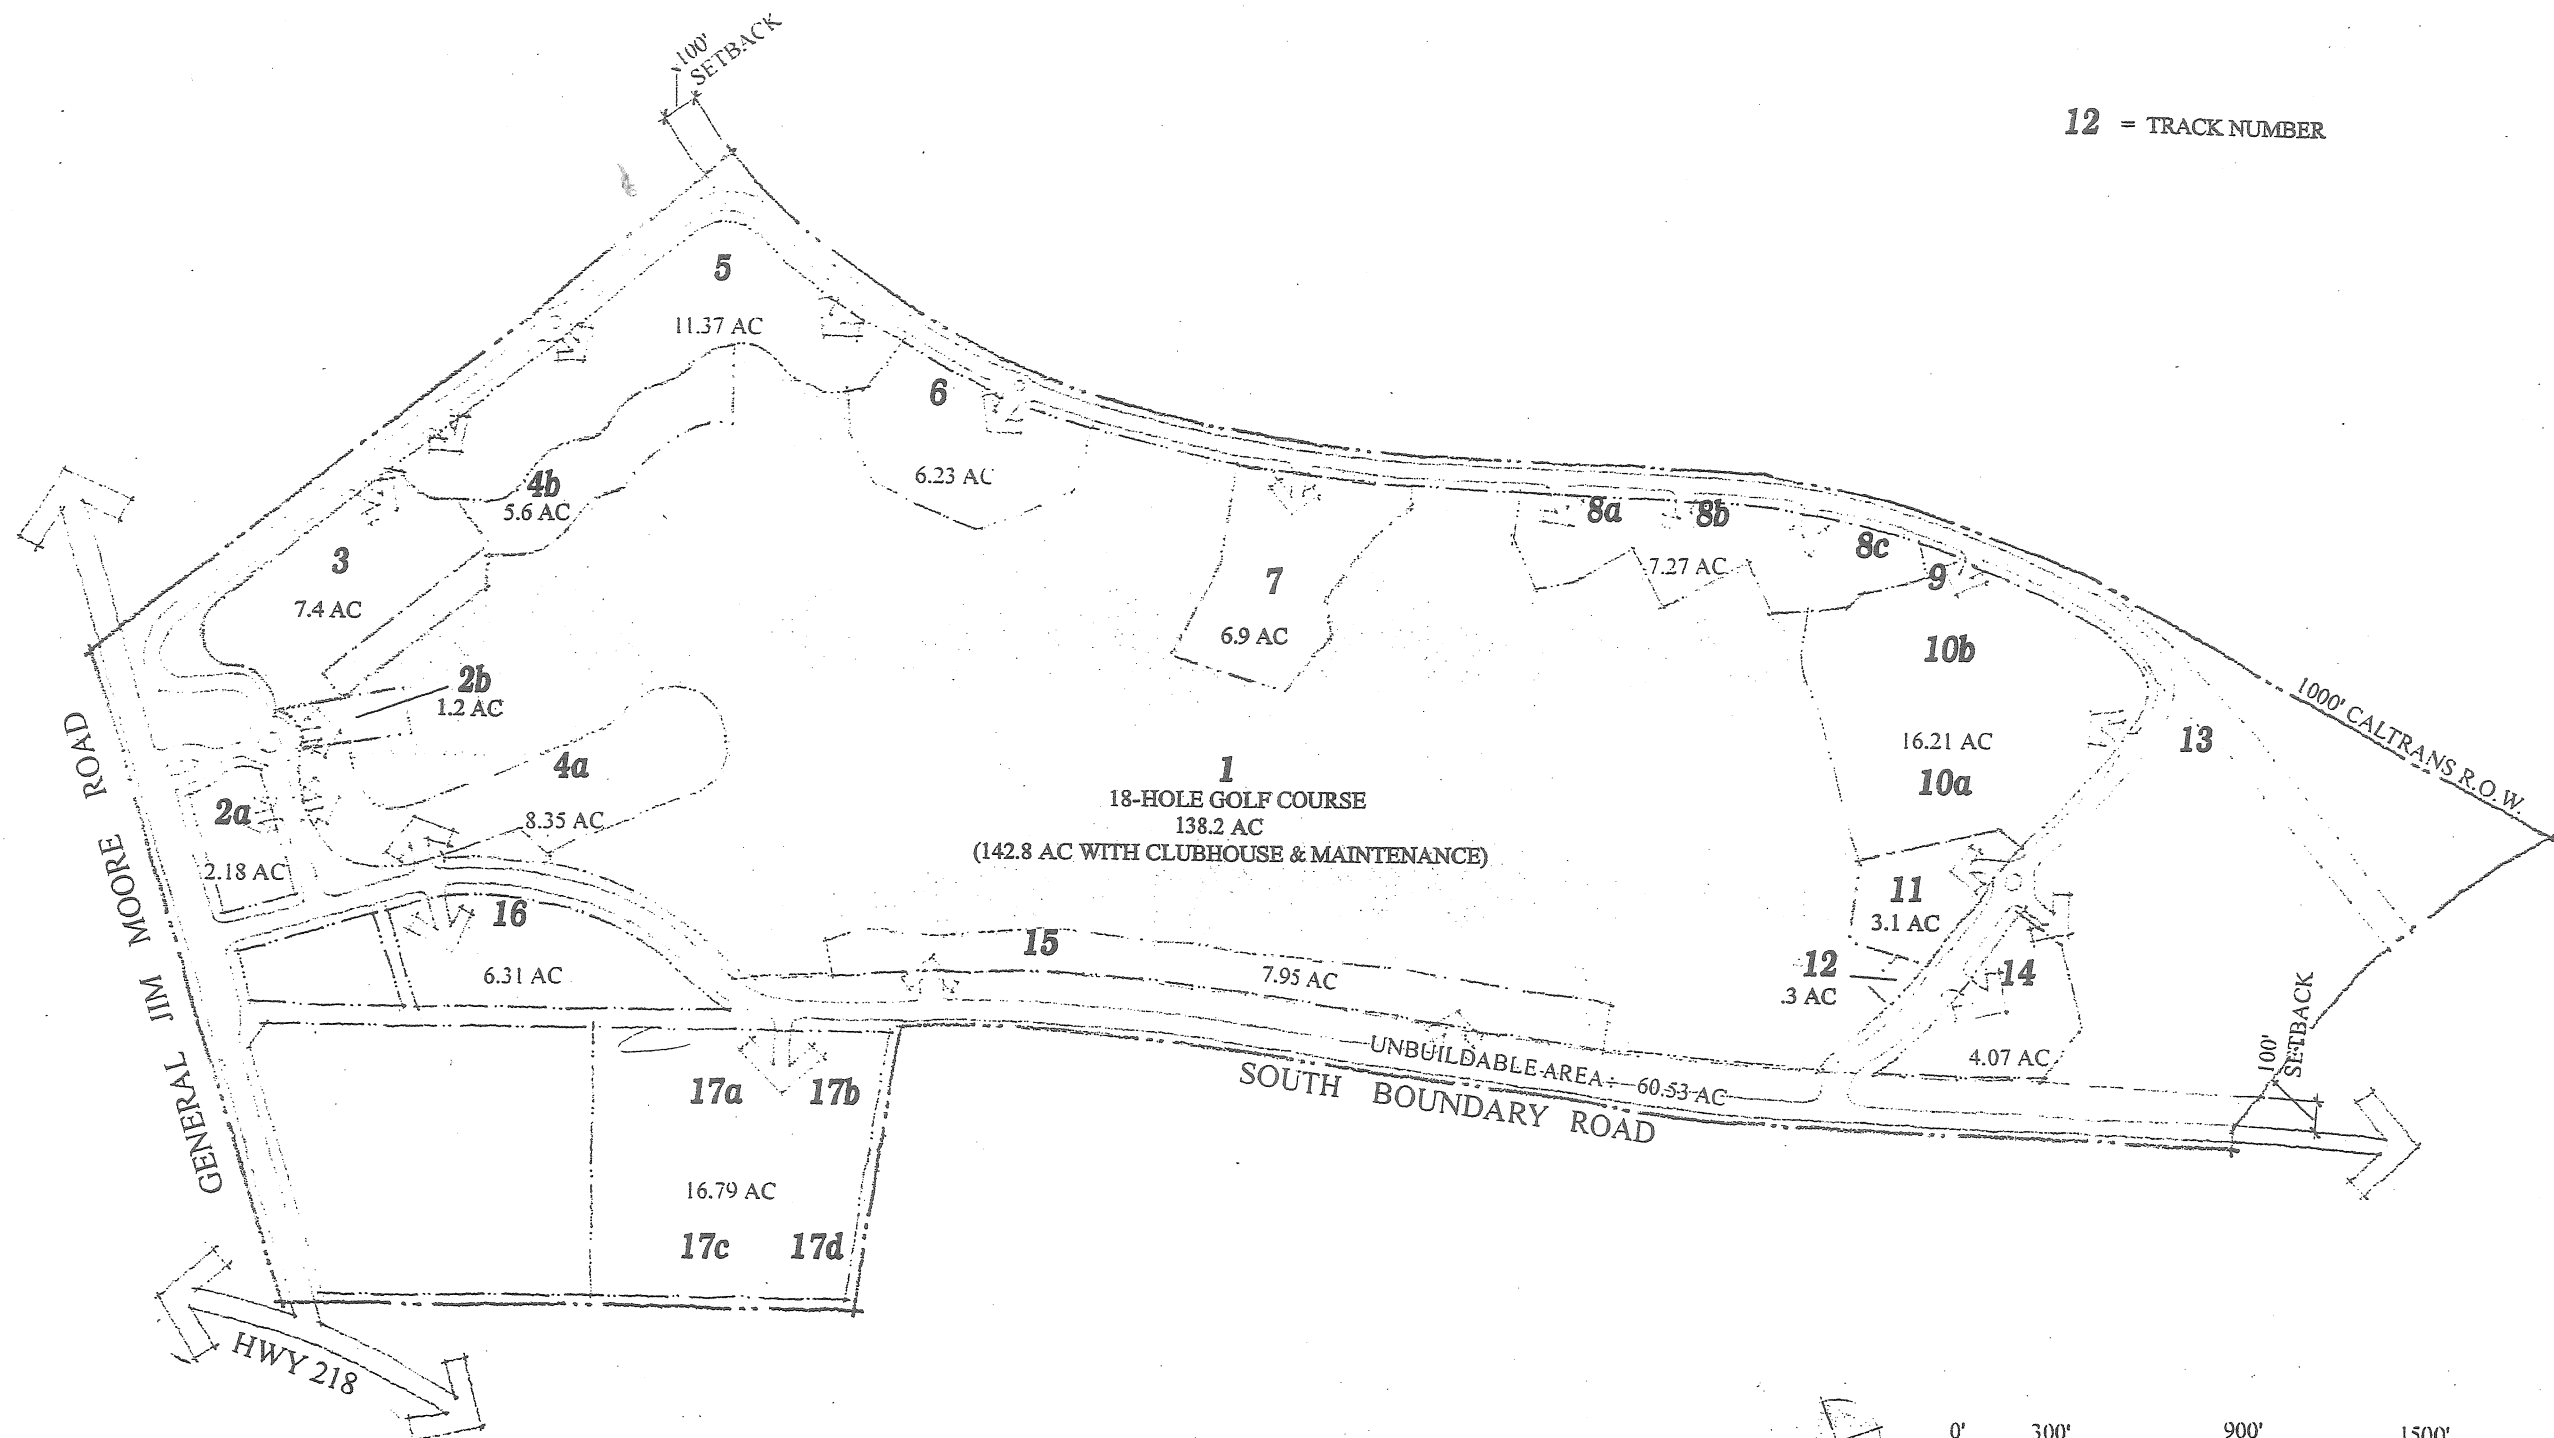 100'
SETBACK
12 = TRACK NUMBER
5
11.37 AC
6
6.23 AC
4b
5.6 AC
3
7.4 AC
7
6.9 AC
8a
8b
8c
7.27 AC
9
10b
16.21 AC
10a
13
1000' CALTRANS R.O.W.
2b
1.2 AC
4a
8.35 AC
2a
2.18 AC
1
18-HOLE GOLF COURSE
138.2 AC
(142.8 AC WITH CLUBHOUSE & MAINTENANCE)
11
3.1 AC
12
.3 AC
14
4.07 AC
15
7.95 AC
16
6.31 AC
GENERAL JIM MOORE ROAD
UNBUILDABLE AREA: 60.53 AC
SOUTH BOUNDARY ROAD
100'
SETBACK
17a
17b
16.79 AC
17c
17d
HWY 218
0' 300' 900' 1500'